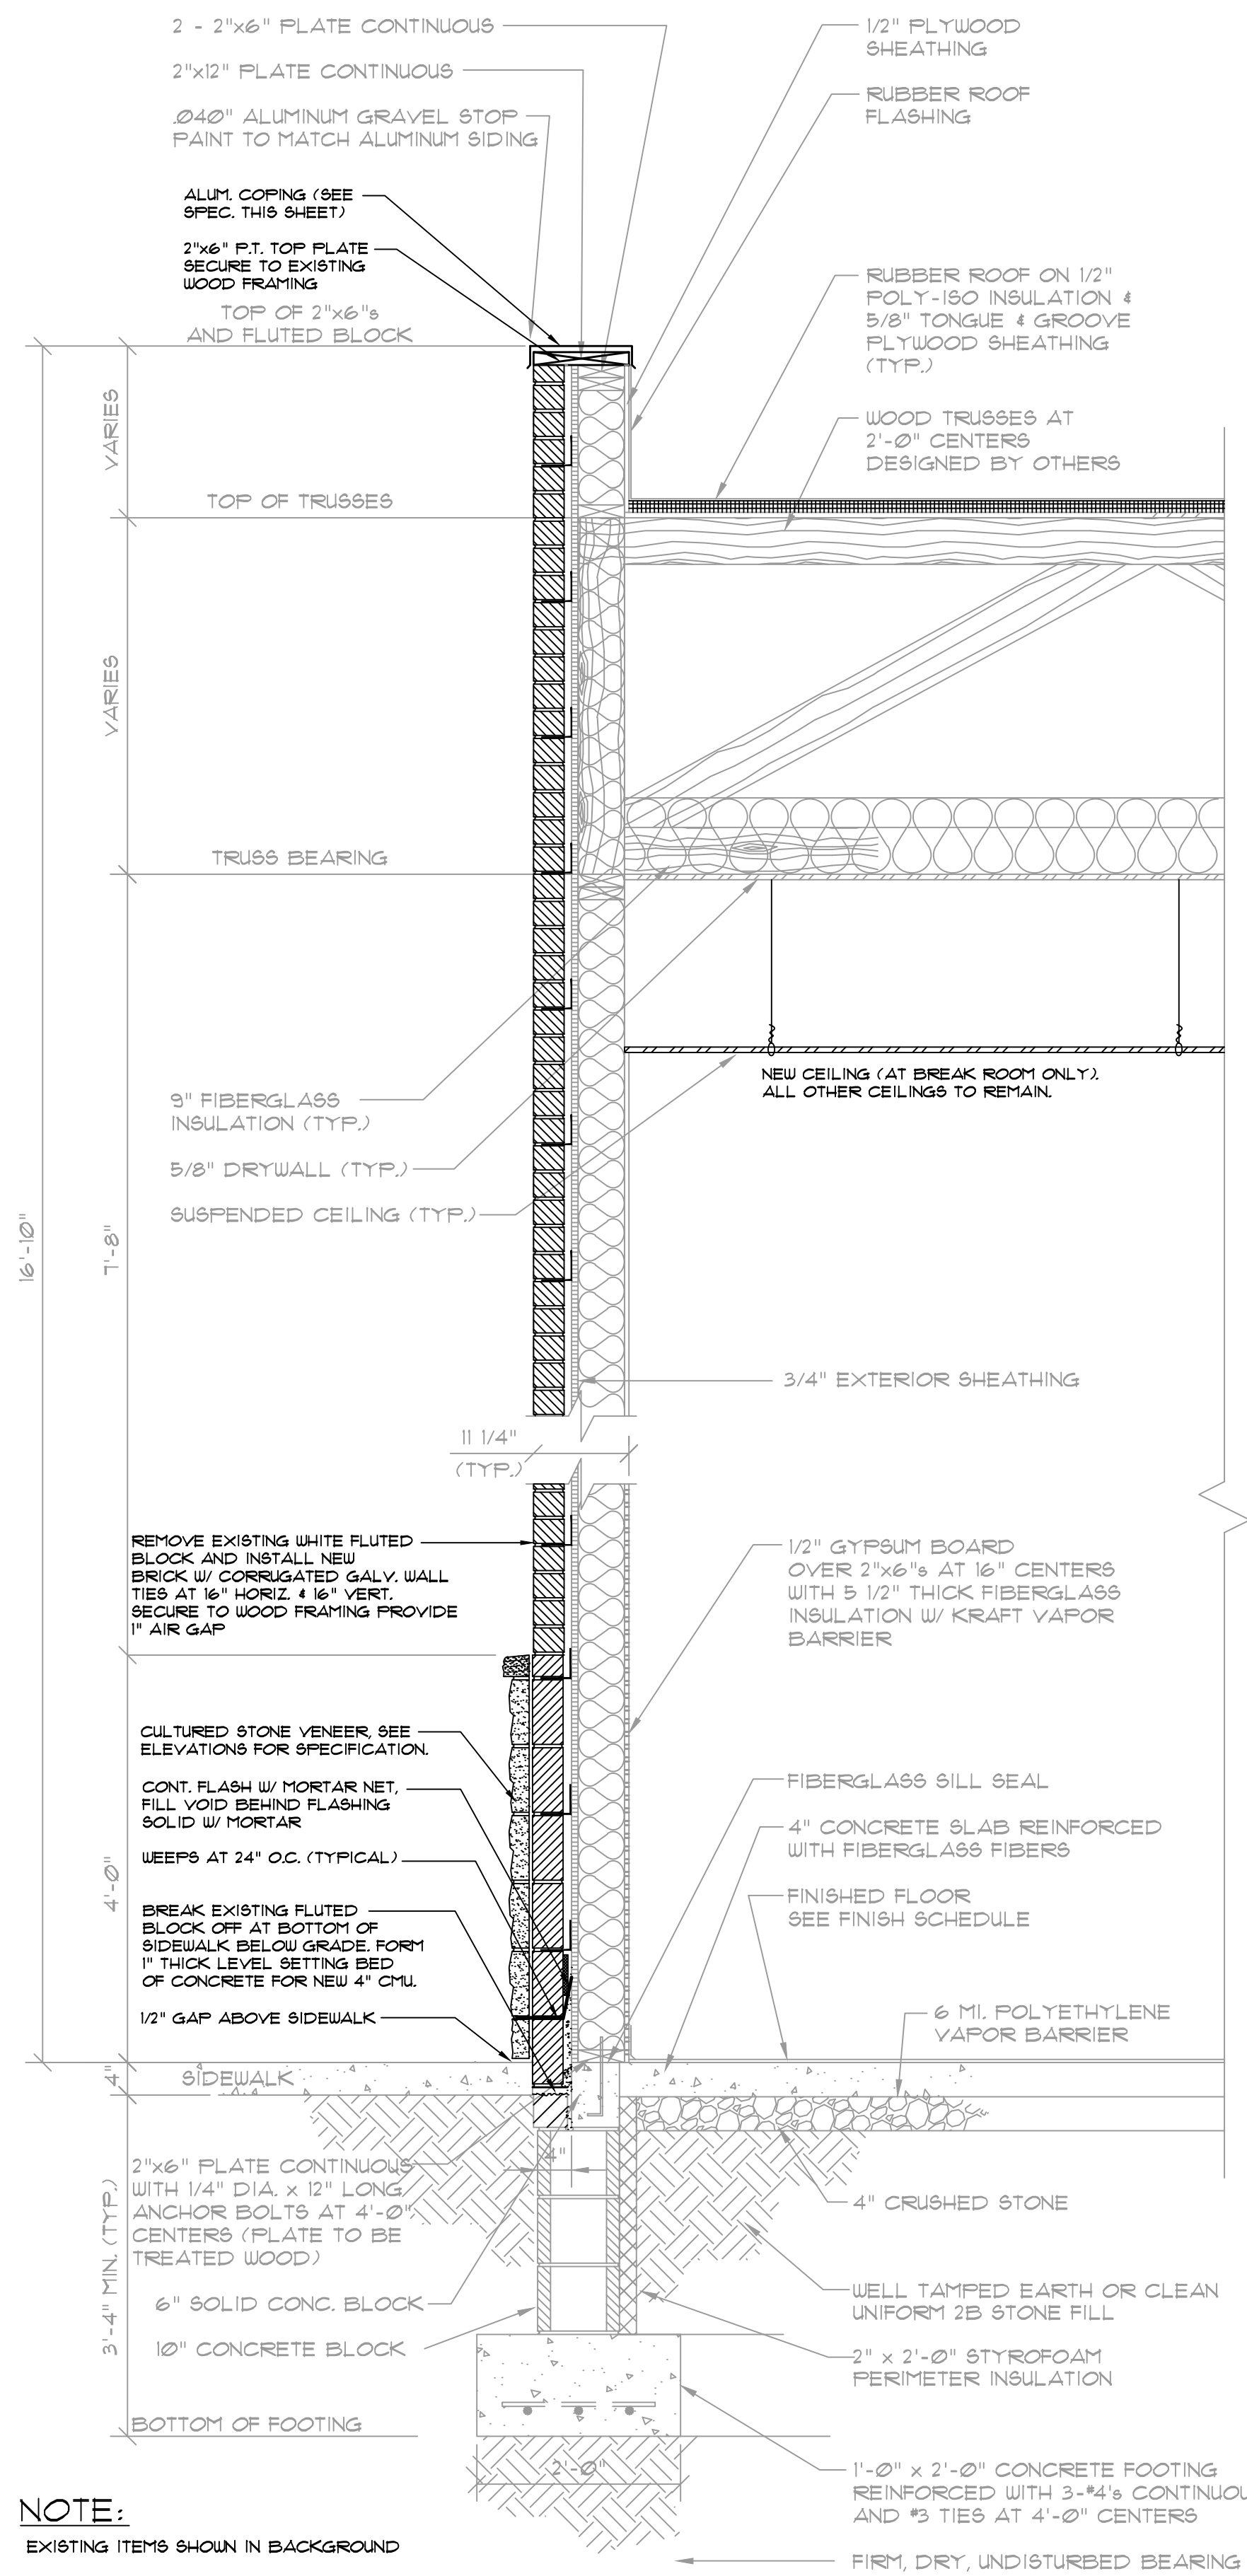 2 - 2"x6" PLATE CONTINUOUS
2"x12" PLATE CONTINUOUS
.040" ALUMINUM GRAVEL STOP
PAINT TO MATCH ALUMINUM SIDING
ALUM. COPING (SEE
SPEC. THIS SHEET)
2"x6" P.T. TOP PLATE
SECURE TO EXISTING
WOOD FRAMING
TOP OF 2"x6"s
AND FLUTED BLOCK
1/2" PLYWOOD
SHEATHING
RUBBER ROOF
FLASHING
RUBBER ROOF ON 1/2"
POLY-ISO INSULATION &
5/8" TONGUE & GROOVE
PLYWOOD SHEATHING
(TYP.)
WOOD TRUSSES AT
2'-0" CENTERS
DESIGNED BY OTHERS
VARIES
TOP OF TRUSSES
VARIES
TRUSS BEARING
NEW CEILING (AT BREAK ROOM ONLY).
ALL OTHER CEILINGS TO REMAIN.
9" FIBERGLASS
INSULATION (TYP.)
5/8" DRYWALL (TYP.)
SUSPENDED CEILING (TYP.)
16'-10"
7'-8"
3/4" EXTERIOR SHEATHING
11 1/4"
(TYP.)
REMOVE EXISTING WHITE FLUTED
BLOCK AND INSTALL NEW
BRICK W/ CORRUGATED GALV. WALL
TIES AT 16" HORIZ. & 16" VERT.
SECURE TO WOOD FRAMING PROVIDE
1" AIR GAP
1/2" GYPSUM BOARD
OVER 2"x6"s AT 16" CENTERS
WITH 5 1/2" THICK FIBERGLASS
INSULATION W/ KRAFT VAPOR
BARRIER
CULTURED STONE VENEER, SEE
ELEVATIONS FOR SPECIFICATION.
CONT. FLASH W/ MORTAR NET,
FILL VOID BEHIND FLASHING
SOLID W/ MORTAR
WEEPS AT 24" O.C. (TYPICAL)
4'-0"
BREAK EXISTING FLUTED
BLOCK OFF AT BOTTOM OF
SIDEWALK BELOW GRADE. FORM
1" THICK LEVEL SETTING BED
OF CONCRETE FOR NEW 4" CMU.
1/2" GAP ABOVE SIDEWALK
FIBERGLASS SILL SEAL
4" CONCRETE SLAB REINFORCED
WITH FIBERGLASS FIBERS
FINISHED FLOOR
SEE FINISH SCHEDULE
6 MI. POLYETHYLENE
VAPOR BARRIER
4"
SIDEWALK
4"
2"x6" PLATE CONTINUOUS
WITH 1/4" DIA. x 12" LONG
ANCHOR BOLTS AT 4'-0"
CENTERS (PLATE TO BE
TREATED WOOD)
3'-4" MIN. (TYP.)
6" SOLID CONC. BLOCK
10" CONCRETE BLOCK
4" CRUSHED STONE
WELL TAMPED EARTH OR CLEAN
UNIFORM 2B STONE FILL
2" x 2'-0" STYROFOAM
PERIMETER INSULATION
BOTTOM OF FOOTING
2'-0"
1'-0" x 2'-0" CONCRETE FOOTING
REINFORCED WITH 3-#4's CONTINUOU
AND #3 TIES AT 4'-0" CENTERS
FIRM, DRY, UNDISTURBED BEARING
NOTE:
EXISTING ITEMS SHOWN IN BACKGROUND